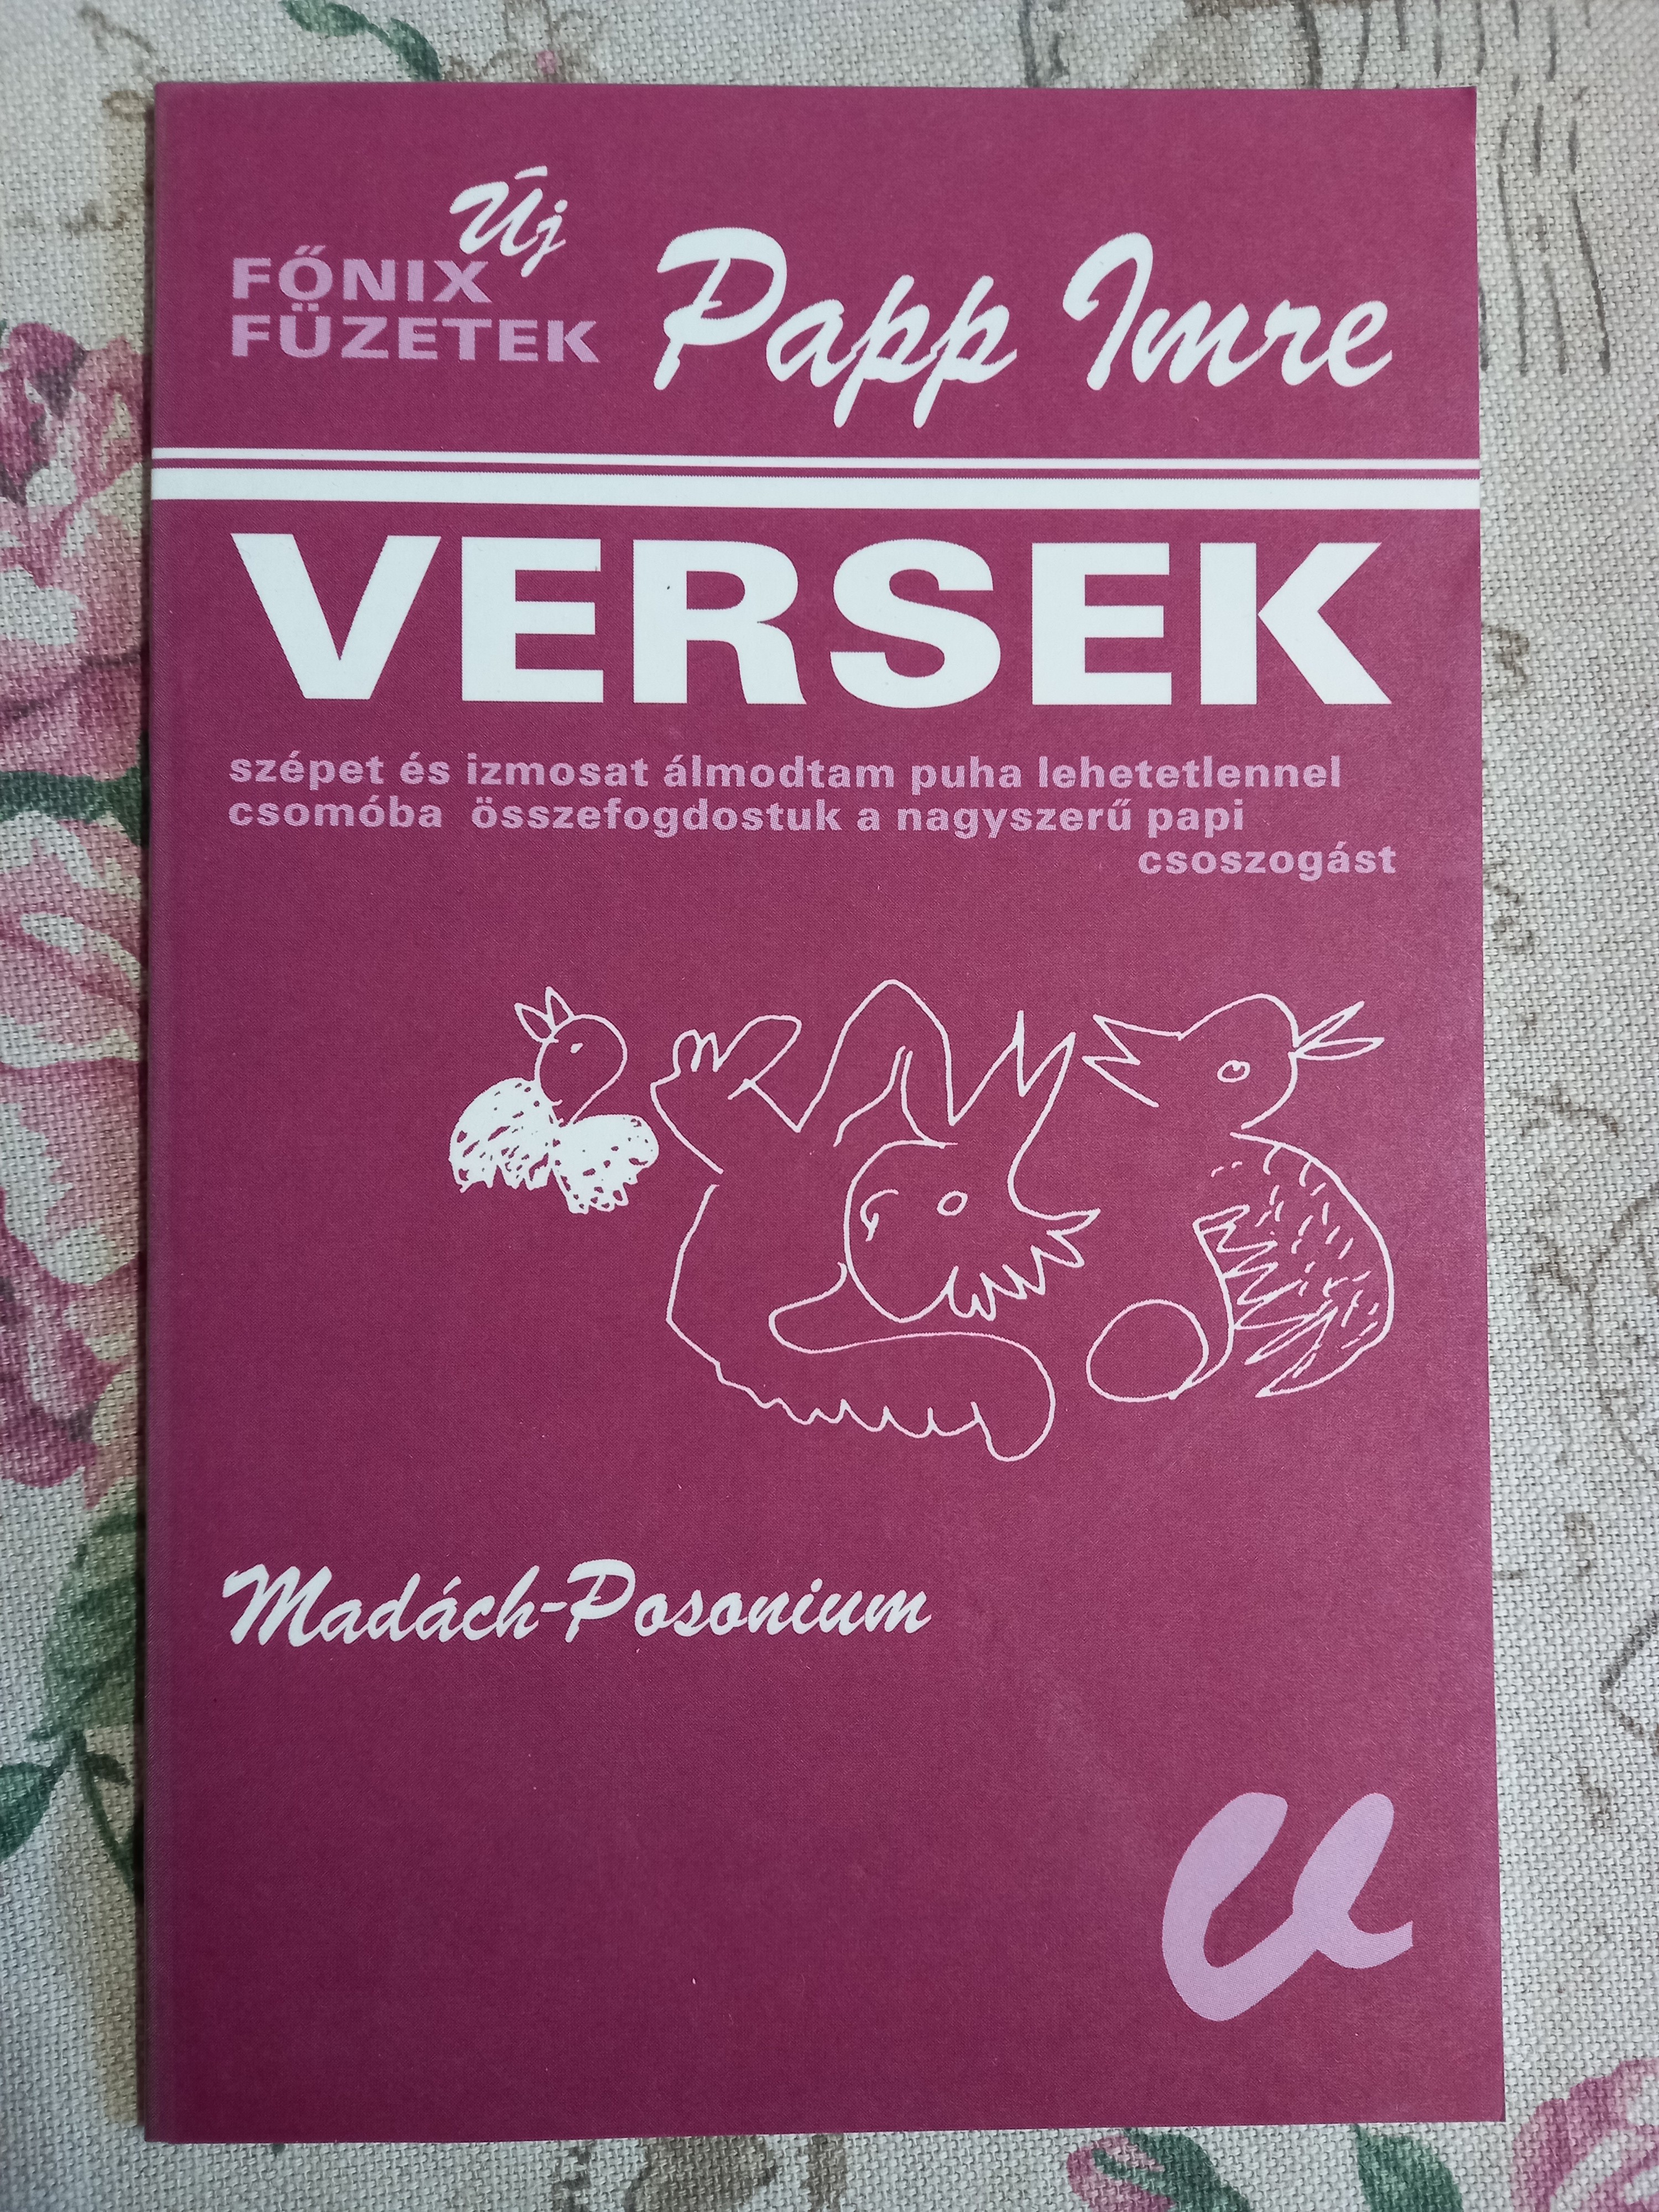 Új
FŐNIX
FÜZETEK
Papp Imre
VERSEK
szépet és izmosat álmodtam puha lehetetlennel
csomóba összefogdostuk a nagyszerű papi
csoszogást
Madách-Posonium